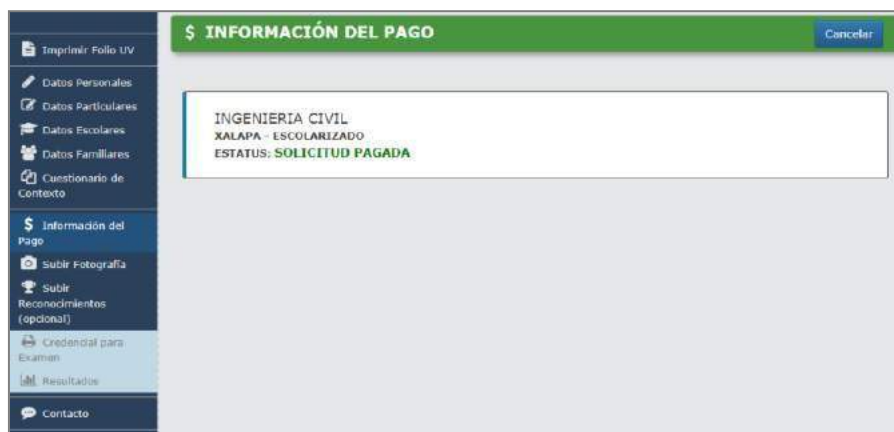 Imprimir Folio UV
Datos Personales
Datos Particulares
Datos Escolares
Datos Familiares
Cuestionario de
Contexto
$ Información del
Pago
Subir Fotografía
Subir
Reconocimientos
(opcional)
Credencial para
Examen
Resultados
Contacto
$ INFORMACIÓN DEL PAGO
Cancelar
INGENIERIA CIVIL
XALAPA - ESCOLARIZADO
ESTATUS: SOLICITUD PAGADA